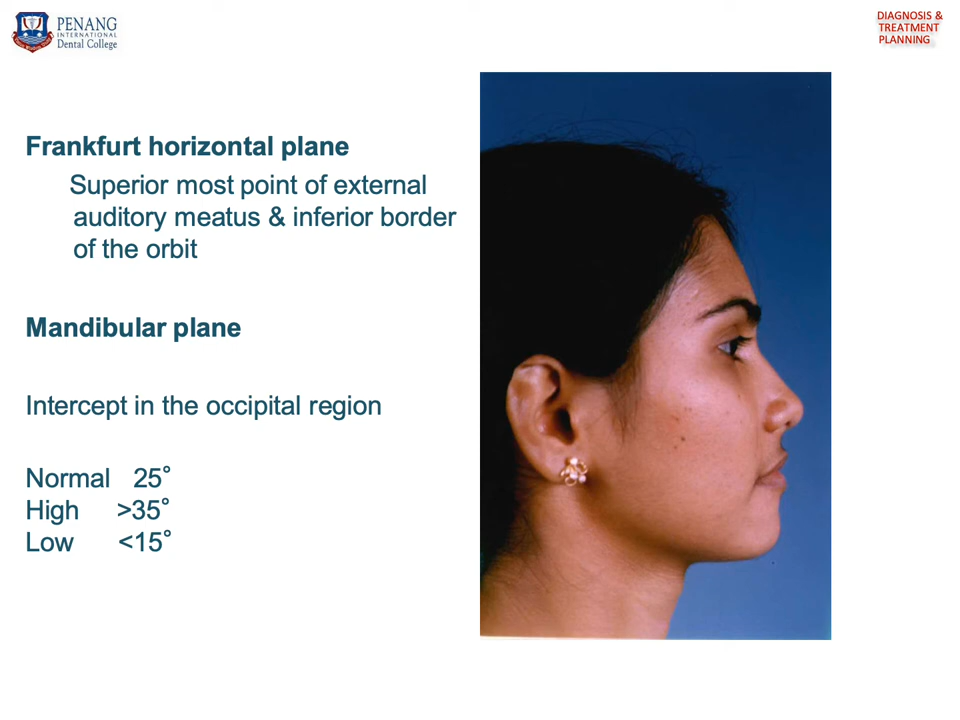 PENANG
INTERNATIONAL
Dental College
DIAGNOSIS &
TREATMENT
PLANNING
Frankfurt horizontal plane
Superior most point of external
auditory meatus & inferior border
of the orbit
Mandibular plane
Intercept in the occipital region
Normal 25°
High >35°
Low <15°